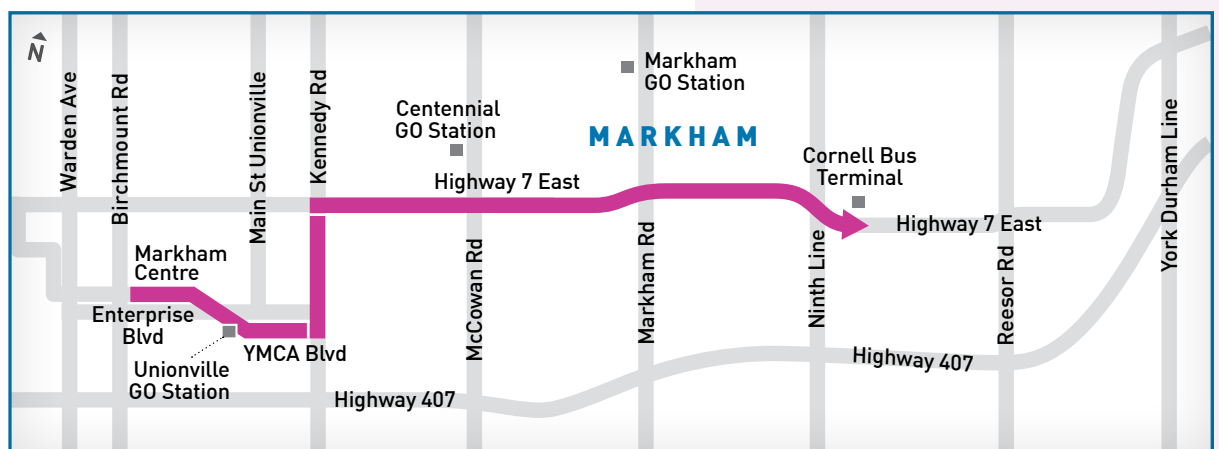 N
Warden Ave
Birchmount Rd
Main St Unionville
Kennedy Rd
Centennial
GO Station
Markham
GO Station
MARKHAM
Cornell Bus
Terminal
York Durham Line
Highway 7 East
Highway 7 East
Markham
Centre
Enterprise
Blvd
YMCA Blvd
Unionville
GO Station
McCowan Rd
Markham Rd
Ninth Line
Reesor Rd
Highway 407
Highway 407